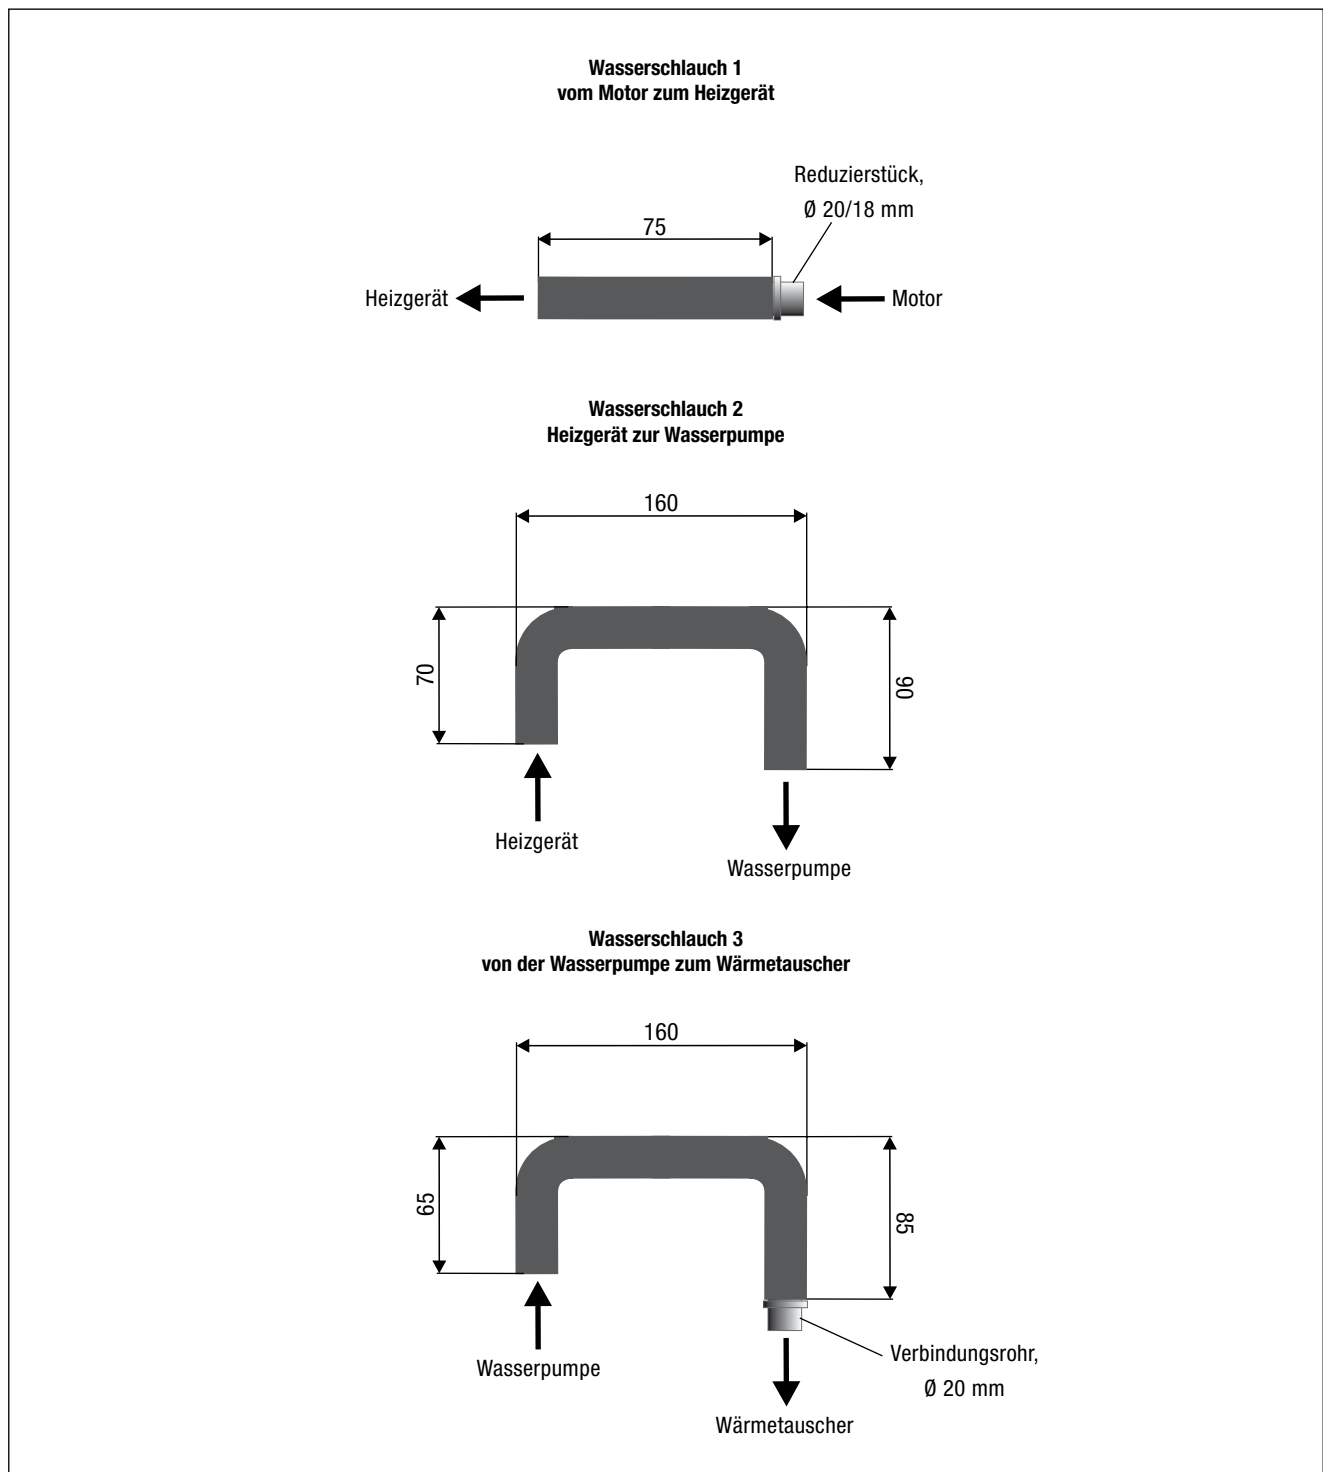 Wasserschlauch 1
vom Motor zum Heizgerät
Reduzierstück,
Ø 20/18 mm
75
Heizgerät
Motor
Wasserschlauch 2
Heizgerät zur Wasserpumpe
160
70
90
Heizgerät
Wasserpumpe
Wasserschlauch 3
von der Wasserpumpe zum Wärmetauscher
160
65
85
Verbindungsrohr,
Ø 20 mm
Wasserpumpe
Wärmetauscher